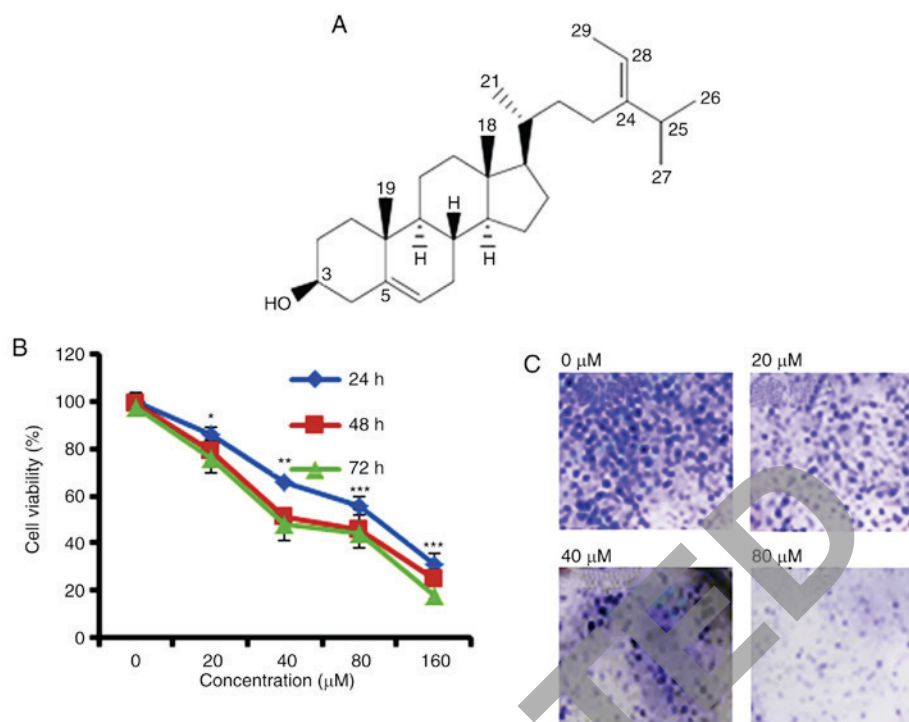 A
29
28
21
26
24
25
18
27
19
H
H
H
3
5
HO
B
120
100
80
60
40
20
0
Cell viability (%)
24 h
48 h
72 h
*
**
***
***
0
20
40
80
160
Concentration (μM)
C
0 μM
20 μM
40 μM
80 μM
TED